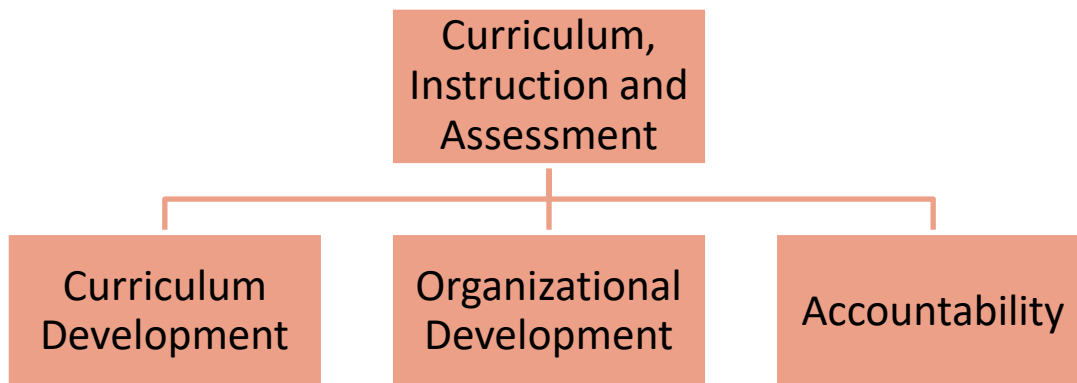 Curriculum,
Instruction and
Assessment
Curriculum
Development
Organizational
Development
Accountability